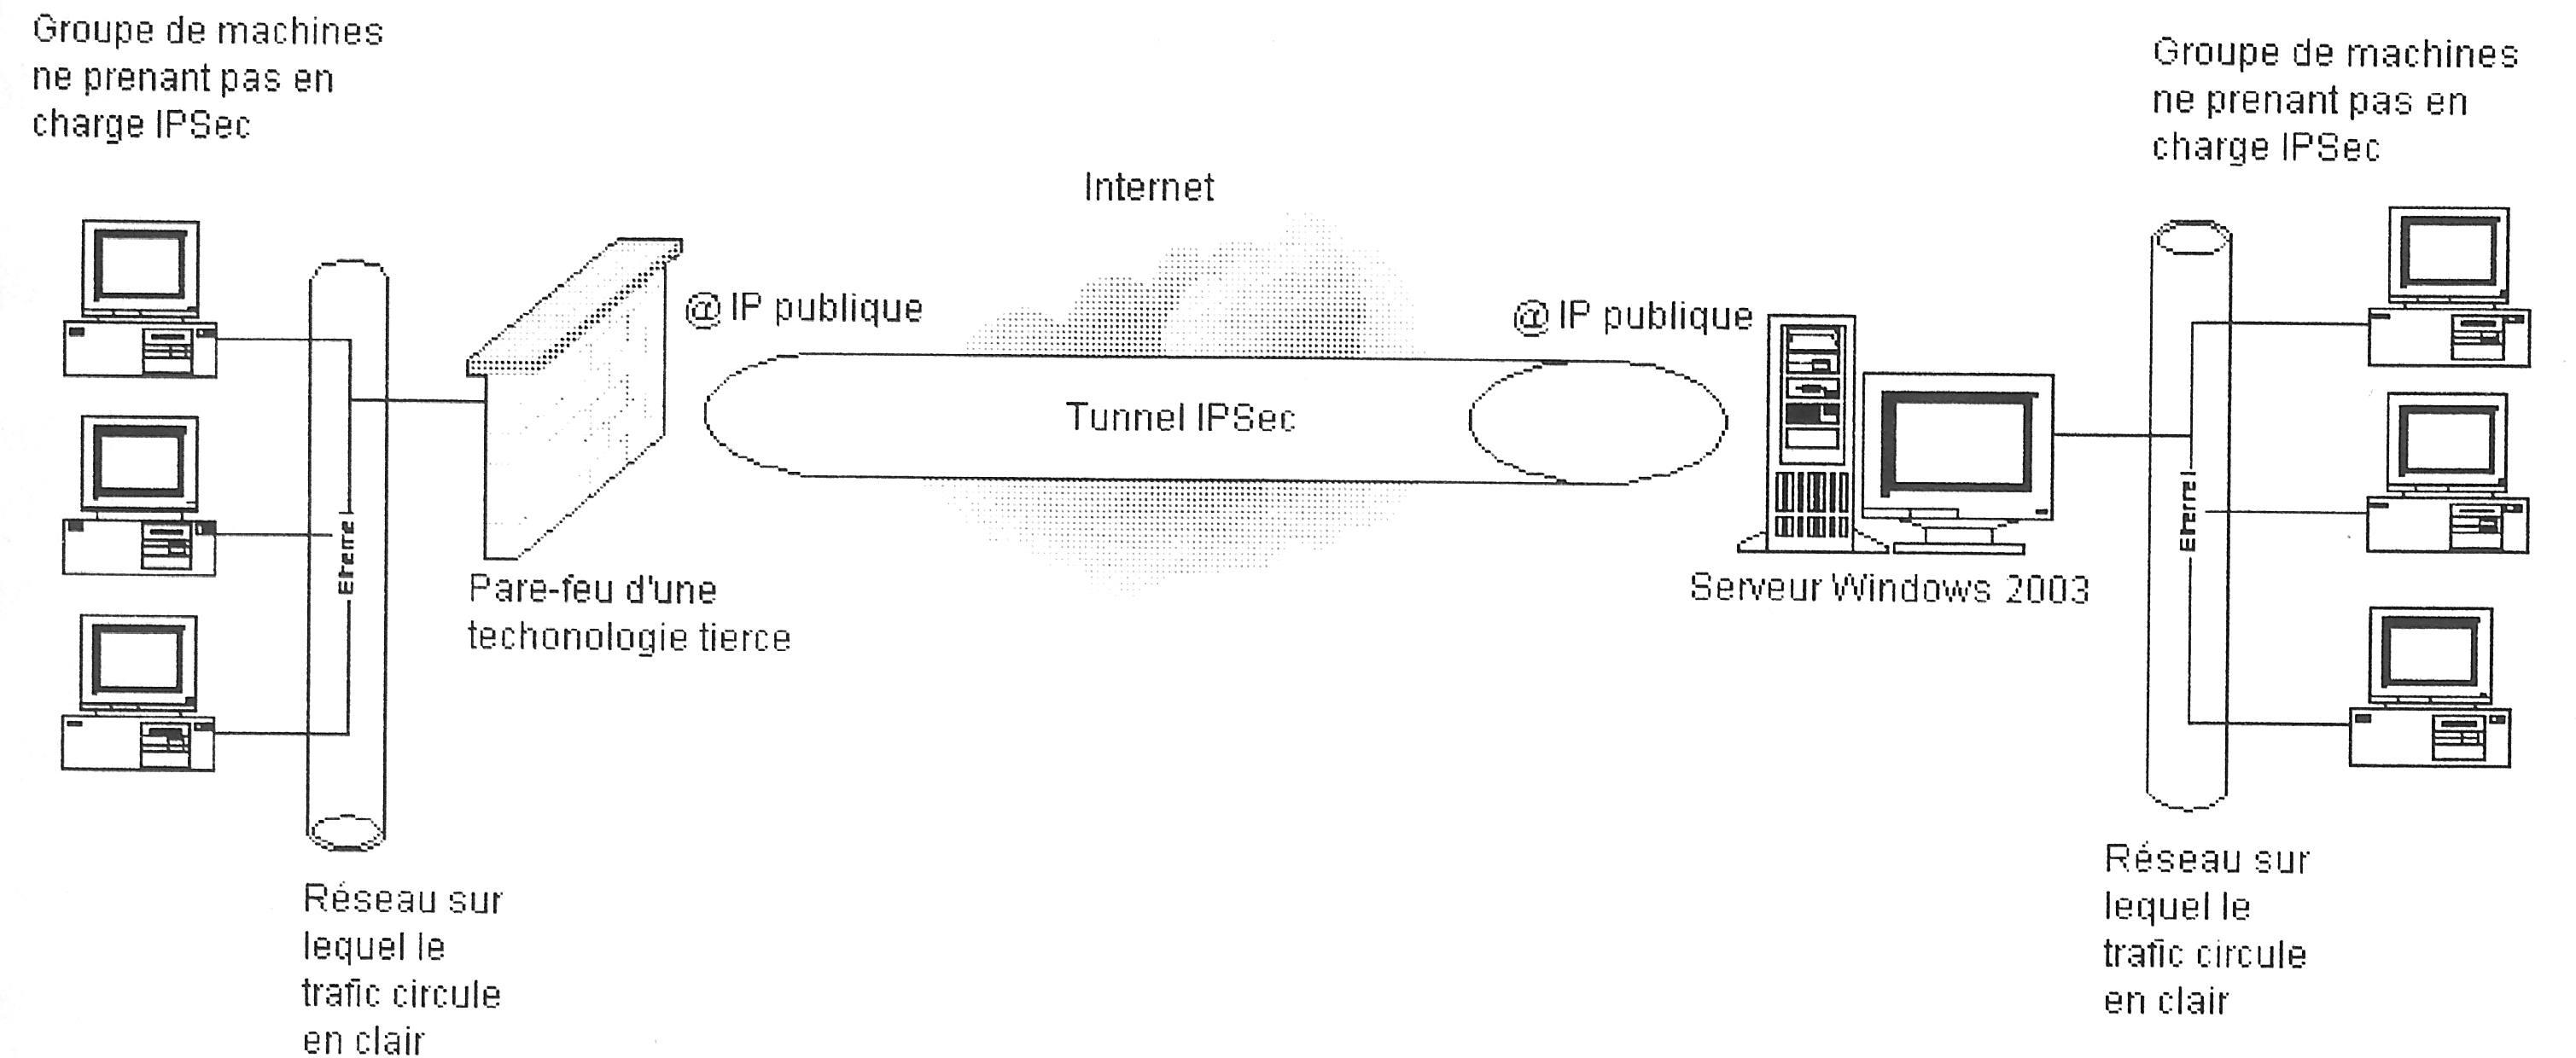 Groupe de machines
ne prenant pas en
charge IPSec
Groupe de machines
ne prenant pas en
charge IPSec
Internet
@ IP publique
@ IP publique
Tunnel IPSec
Pare-feu d'une
techonologie tierce
Serveur Windows 2003
Réseau sur
lequel le
trafic circule
en clair
Réseau sur
lequel le
trafic circule
en clair